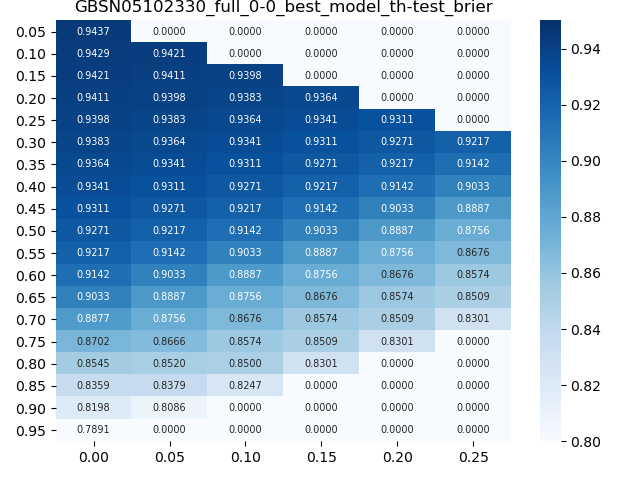 GBSN05102330_full_0-0_best_model_th-test_brier
0.05 0.9437 0.0000 0.0000 0.0000 0.0000 0.0000
0.10 0.9429 0.9421 0.0000 0.0000 0.0000 0.0000
0.15 0.9421 0.9411 0.9398 0.0000 0.0000 0.0000
0.20 0.9411 0.9398 0.9383 0.9364 0.0000 0.0000
0.25 0.9398 0.9383 0.9364 0.9341 0.9311 0.0000
0.30 0.9383 0.9364 0.9341 0.9311 0.9271 0.9217
0.35 0.9364 0.9341 0.9311 0.9271 0.9217 0.9142
0.40 0.9341 0.9311 0.9271 0.9217 0.9142 0.9033
0.45 0.9311 0.9271 0.9217 0.9142 0.9033 0.8887
0.50 0.9271 0.9217 0.9142 0.9033 0.8887 0.8756
0.55 0.9217 0.9142 0.9033 0.8887 0.8756 0.8676
0.60 0.9142 0.9033 0.8887 0.8756 0.8676 0.8574
0.65 0.9033 0.8887 0.8756 0.8676 0.8574 0.8509
0.70 0.8877 0.8756 0.8676 0.8574 0.8509 0.8301
0.75 0.8702 0.8666 0.8574 0.8509 0.8301 0.0000
0.80 0.8545 0.8520 0.8500 0.8301 0.0000 0.0000
0.85 0.8359 0.8379 0.8247 0.0000 0.0000 0.0000
0.90 0.8198 0.8086 0.0000 0.0000 0.0000 0.0000
0.95 0.7891 0.0000 0.0000 0.0000 0.0000 0.0000
0.00 0.05 0.10 0.15 0.20 0.25
0.94
0.92
0.90
0.88
0.86
0.84
0.82
0.80